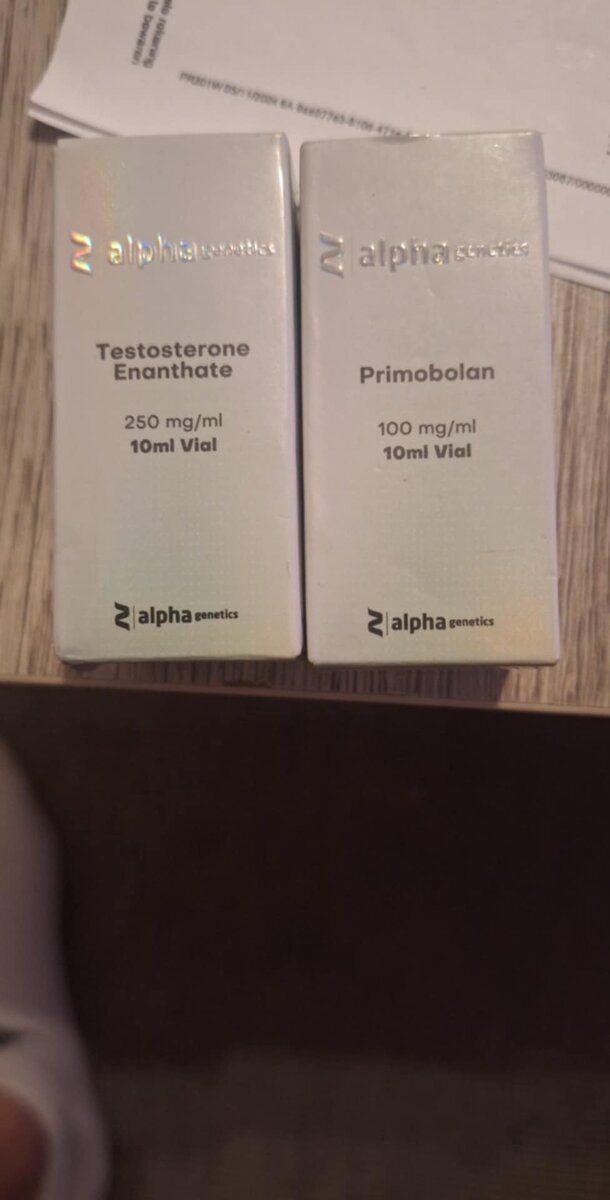 alpha genetics
Testosterone
Enanthate
250 mg/ml
10ml Vial
alpha genetics
alpha genetics
Primobolan
100 mg/ml
10ml Vial
alpha genetics